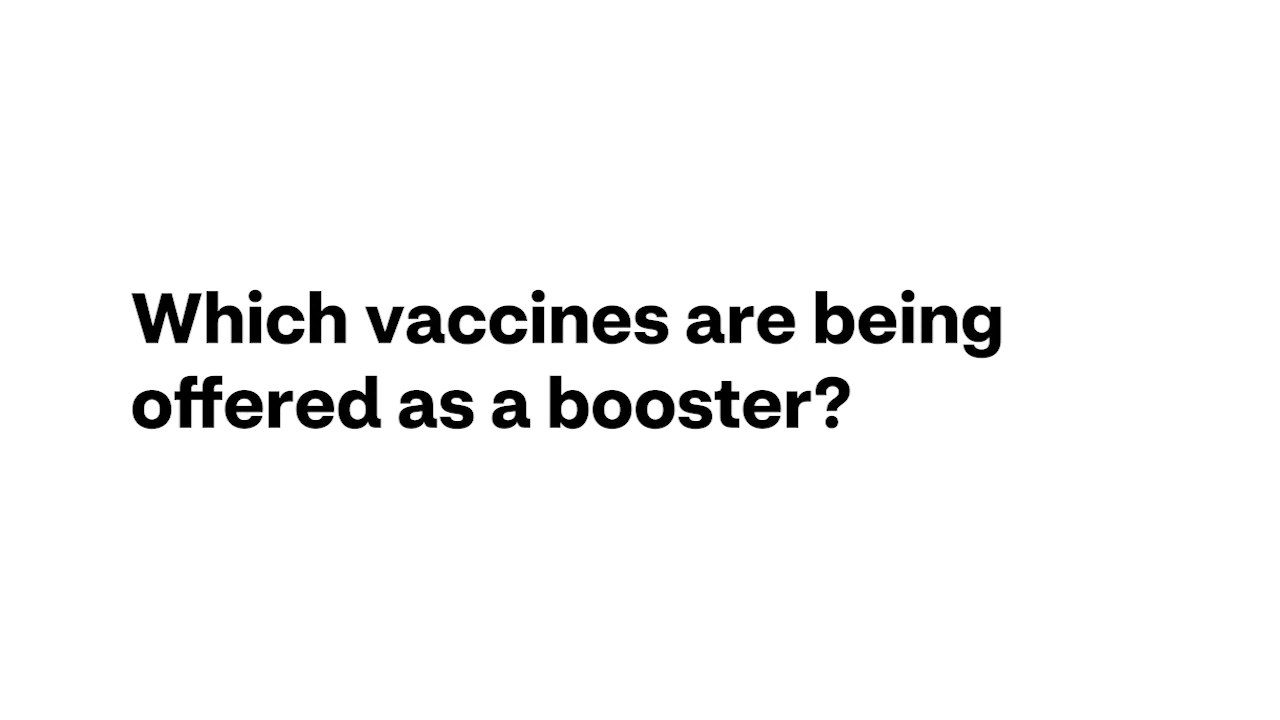 Which vaccines are being
offered as a booster?